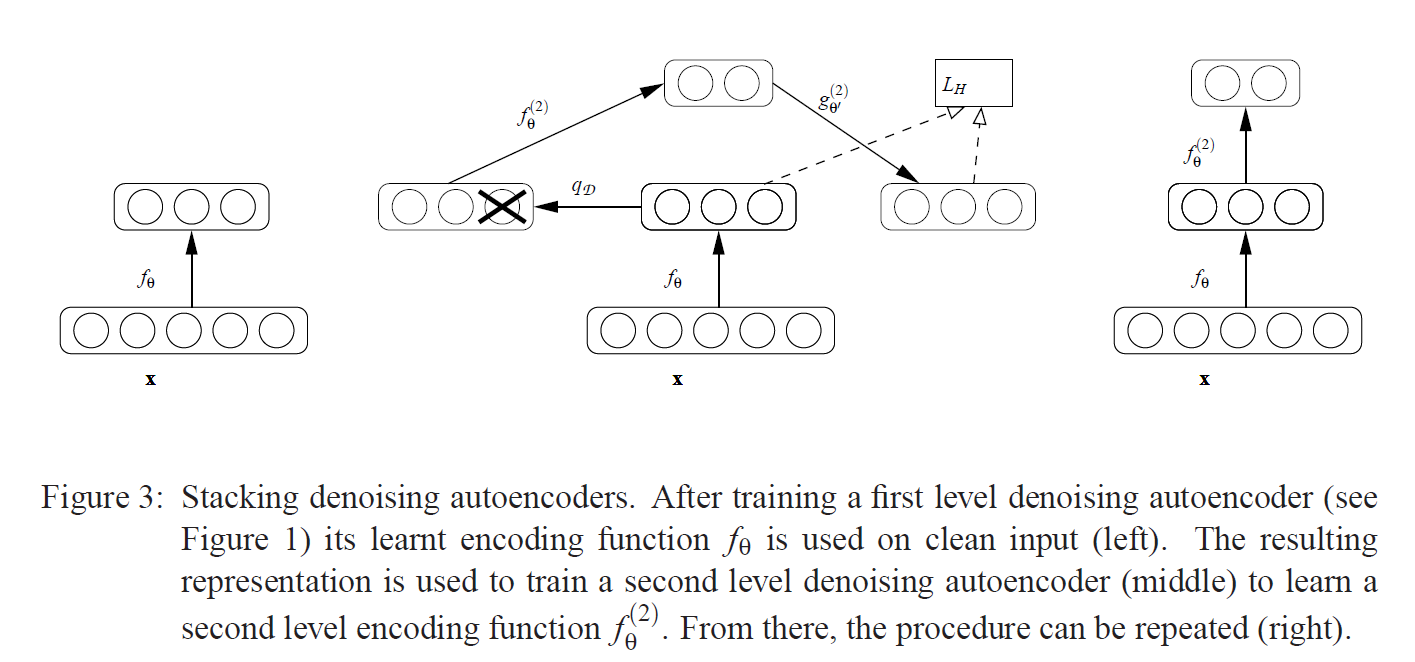 f_θ^(2)
g_θ′^(2)
L_H
q_𝒟
f_θ^(2)
f_θ
f_θ
f_θ
x
x
x
Figure 3: Stacking denoising autoencoders. After training a first level denoising autoencoder (see
Figure 1) its learnt encoding function f_θ is used on clean input (left). The resulting
representation is used to train a second level denoising autoencoder (middle) to learn a
second level encoding function f_θ^(2). From there, the procedure can be repeated (right).